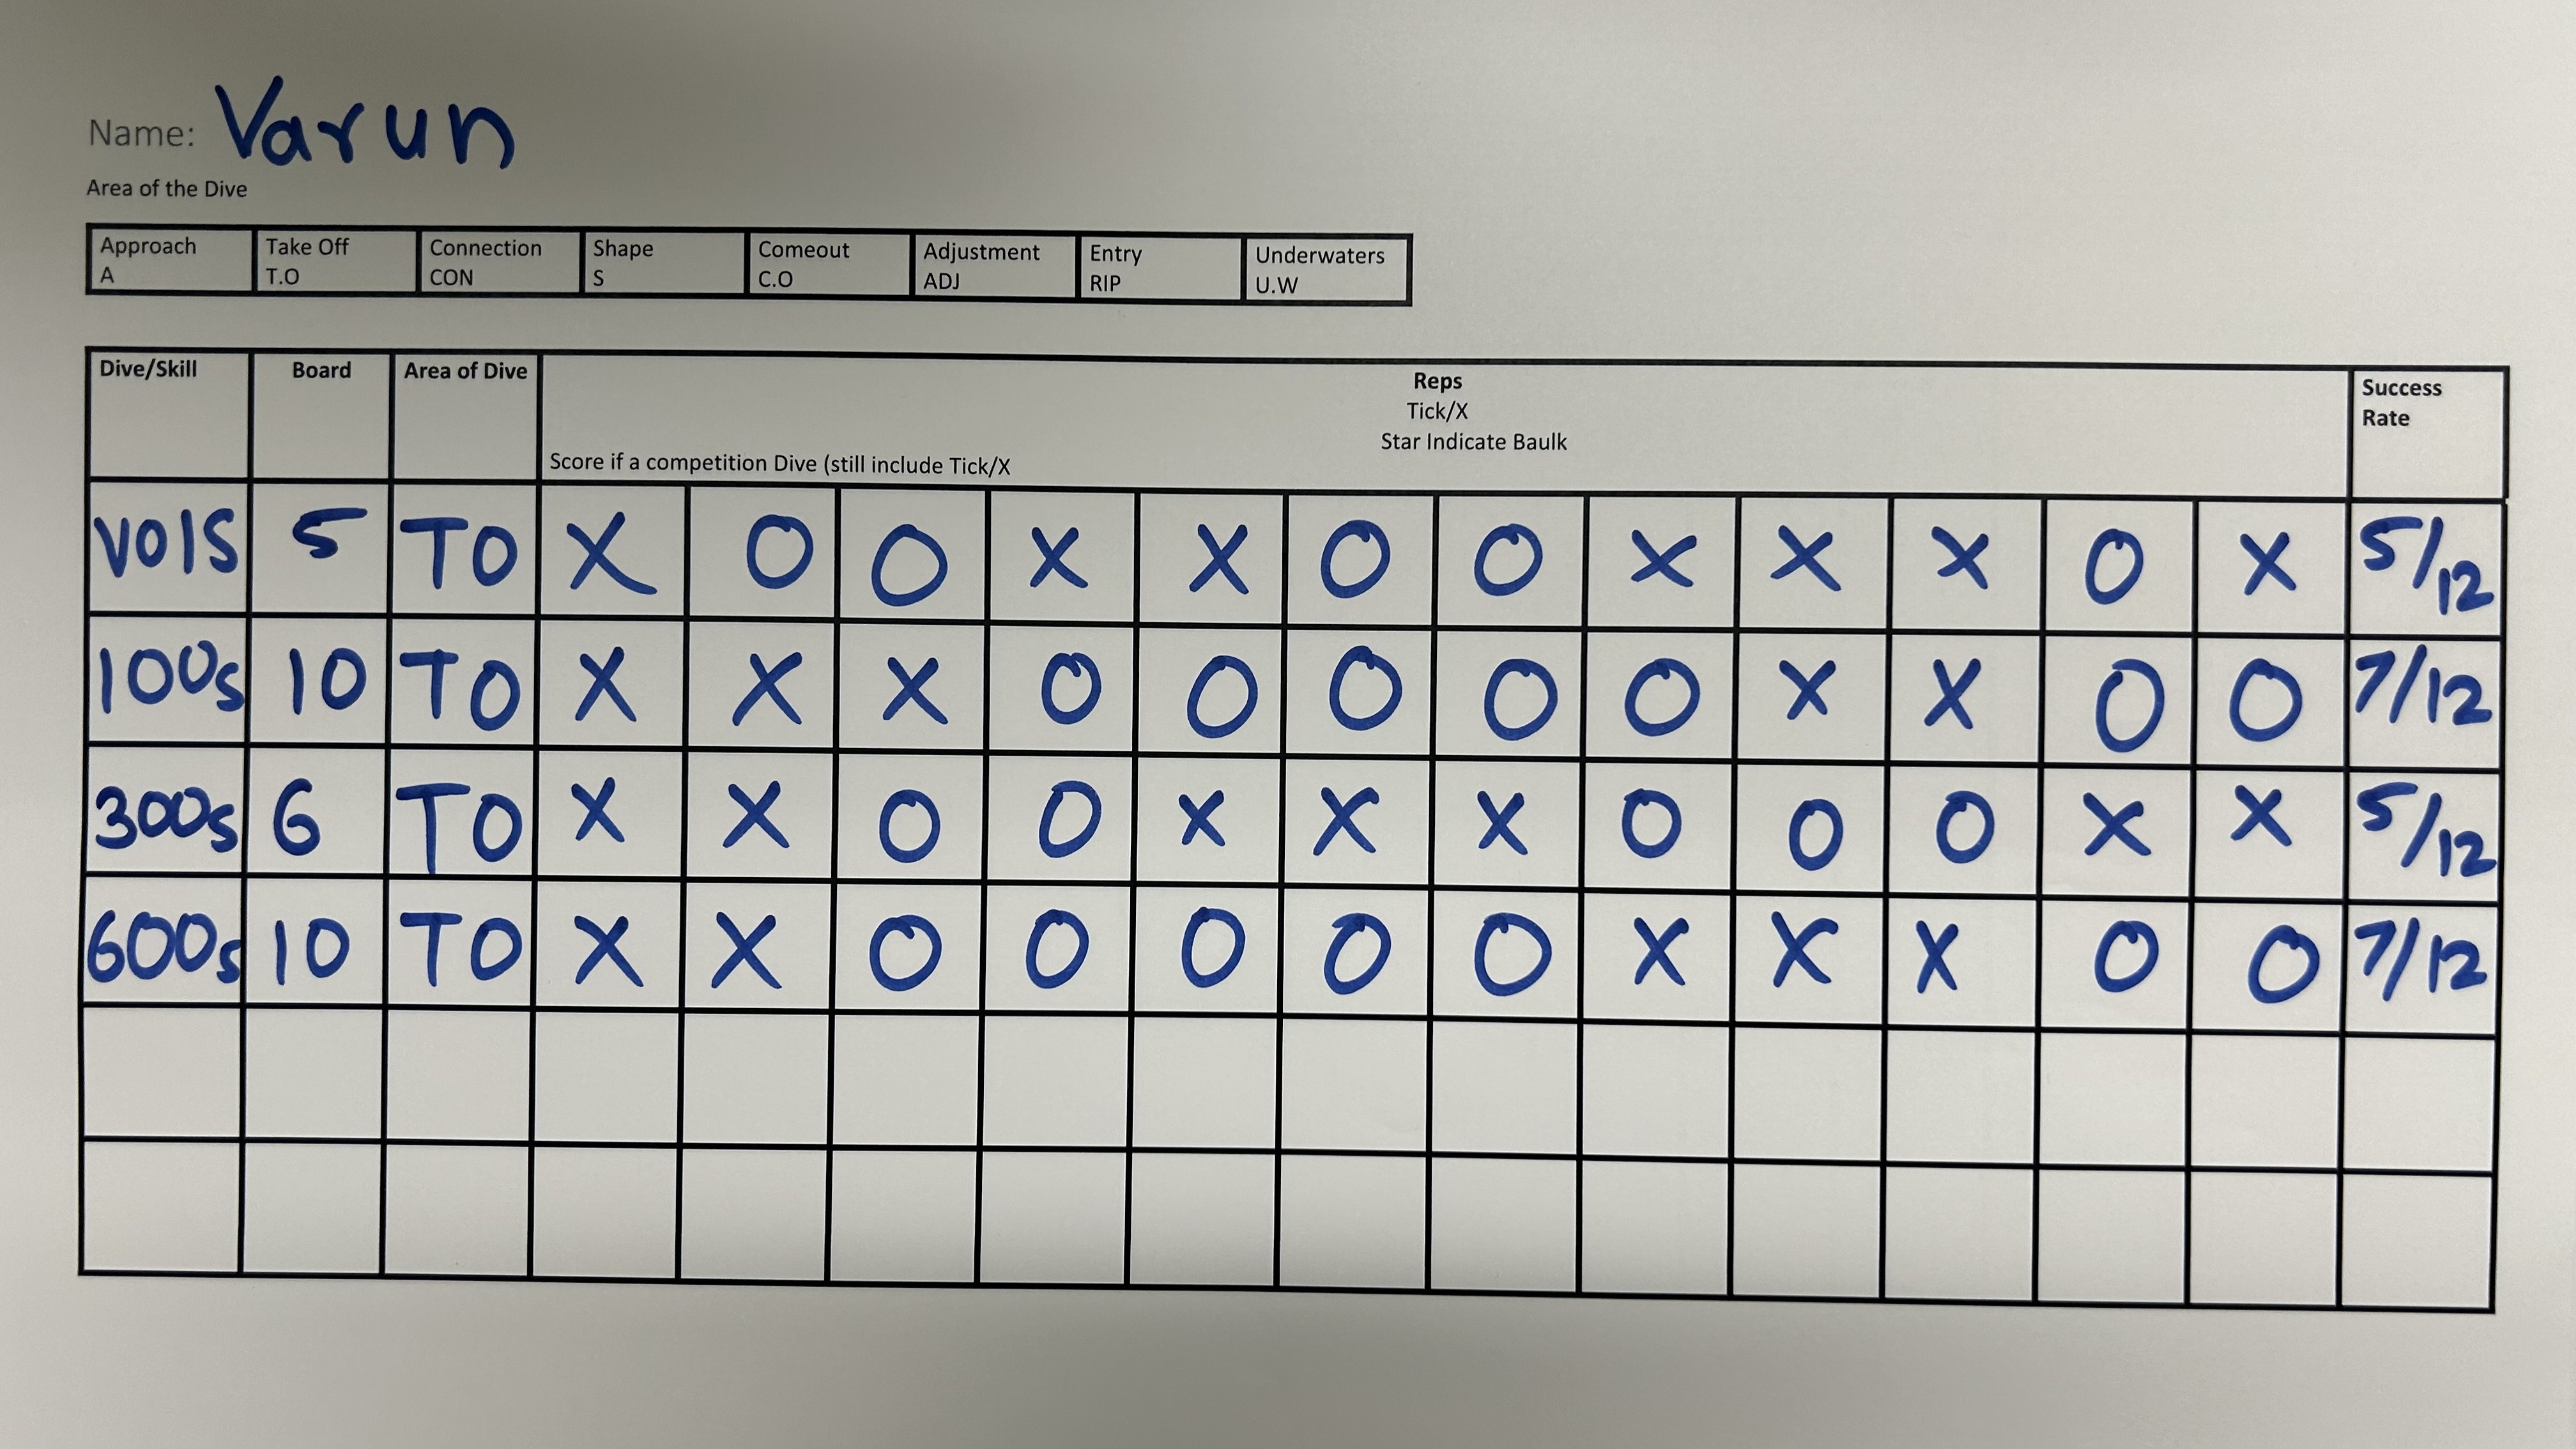 Name: Varun
Area of the Dive
Approach Take Off Connection Shape Comeout Adjustment Entry Underwaters
A T.O CON S C.O ADJ RIP U.W
Dive/Skill Board Area of Dive Reps Success
Tick/X Rate
Star Indicate Baulk
Score if a competition Dive (still include Tick/X
VOIS 5 TO X O O X X O O X X X O X 5/12
100s 10 TO X X X O O O O O X X O O 7/12
300s 6 TO X X O O X X X O O O X X 5/12
600s 10 TO X X O O O O O X X X O O 7/12